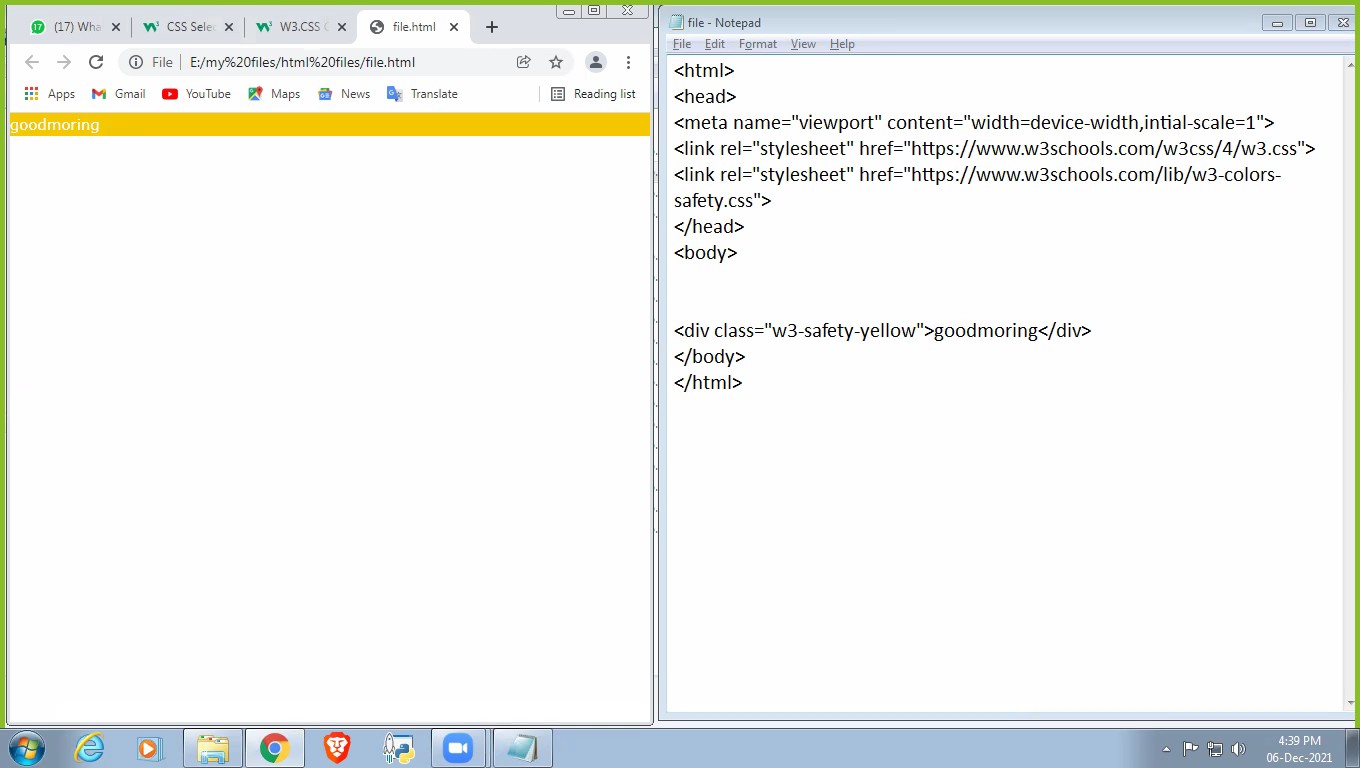 (17) Wha
CSS Selec
W3.CSS C
file.html
File
E:/my%20files/html%20files/file.html
Apps
Gmail
YouTube
Maps
News
Translate
Reading list
goodmoring
file - Notepad
File Edit Format View Help
<html>
<head>
<meta name="viewport" content="width=device-width,intial-scale=1">
<link rel="stylesheet" href="https://www.w3schools.com/w3css/4/w3.css">
<link rel="stylesheet" href="https://www.w3schools.com/lib/w3-colors-
safety.css">
</head>
<body>
<div class="w3-safety-yellow">goodmoring</div>
</body>
</html>
4:39 PM
06-Dec-2021